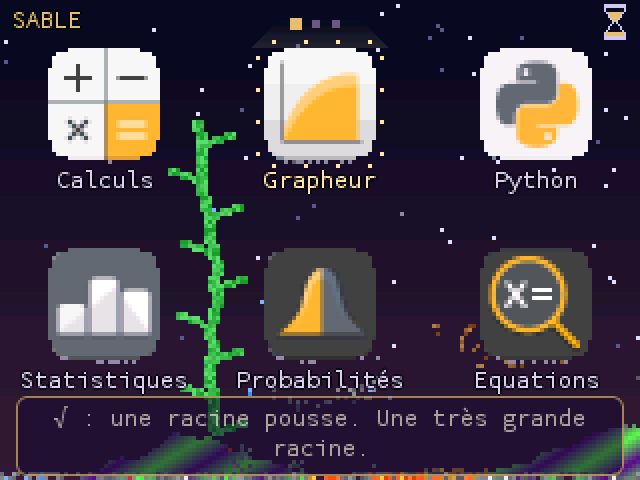 SABLE
Calculs
Grapheur
Python
x=
Statistiques
Probabilités
Equations
√ : une racine pousse. Une très grande
racine.